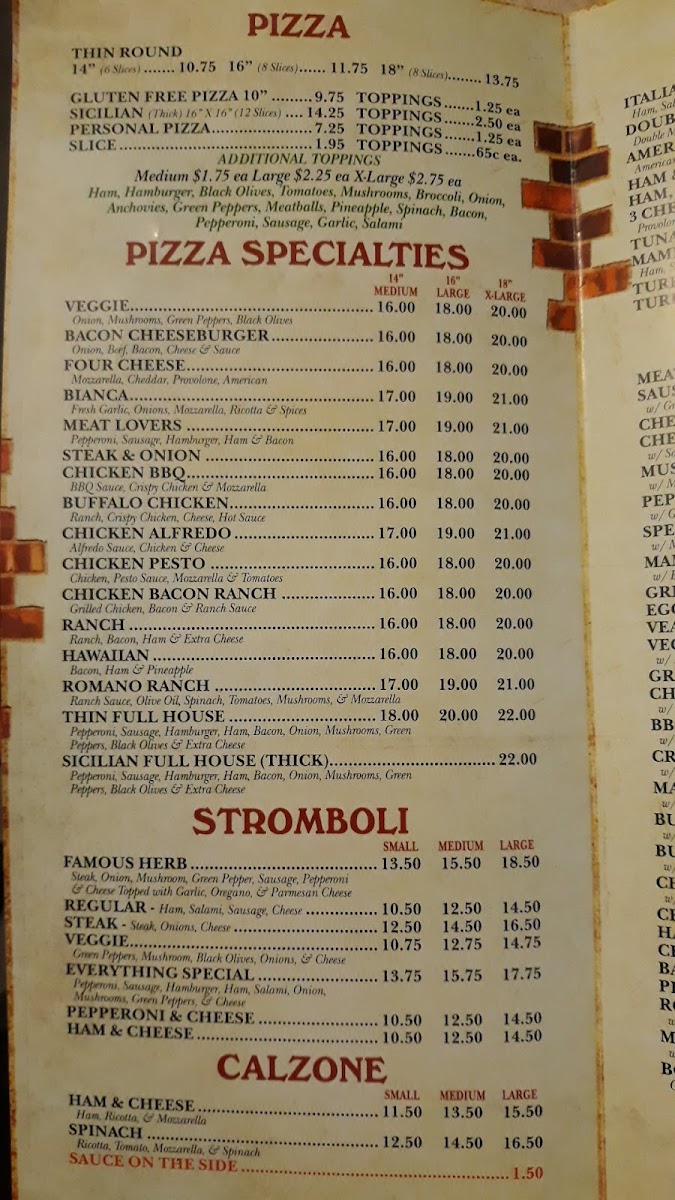 PIZZA
THIN ROUND
14" (6 Slices) ....... 10.75 16" (8 Slices)...... 11.75 18" (8 Slices)........ 13.75
GLUTEN FREE PIZZA 10" ......... 9.75 TOPPINGS.......1.25 ea
SICILIAN (Thick) 16" X 16" (12 Slices) .... 14.25 TOPPINGS.......2.50 ea
PERSONAL PIZZA...................... 7.25 TOPPINGS.......1.25 ea
SLICE......................................... 1.95 TOPPINGS.......65c ea.
ADDITIONAL TOPPINGS
Medium $1.75 ea Large $2.25 ea X-Large $2.75 ea
Ham, Hamburger, Black Olives, Tomatoes, Mushrooms, Broccoli, Onion,
Anchovies, Green Peppers, Meatballs, Pineapple, Spinach, Bacon,
Pepperoni, Sausage, Garlic, Salami
PIZZA SPECIALTIES
14" 16" 18"
MEDIUM LARGE X-LARGE
VEGGIE.................................................. 16.00 18.00 20.00
Onion, Mushrooms, Green Peppers, Black Olives
BACON CHEESEBURGER.................... 16.00 18.00 20.00
Onion, Beef, Bacon, Cheese & Sauce
FOUR CHEESE..................................... 16.00 18.00 20.00
Mozzarella, Cheddar, Provolone, American
BIANCA.................................................. 17.00 19.00 21.00
Fresh Garlic, Onions, Mozzarella, Ricotta & Spices
MEAT LOVERS ..................................... 17.00 19.00 21.00
Pepperoni, Sausage, Hamburger, Ham & Bacon
STEAK & ONION ................................. 16.00 18.00 20.00
CHICKEN BBQ..................................... 16.00 18.00 20.00
BBQ Sauce, Crispy Chicken & Mozzarella
BUFFALO CHICKEN............................ 16.00 18.00 20.00
Ranch, Crispy Chicken, Cheese, Hot Sauce
CHICKEN ALFREDO ........................... 17.00 19.00 21.00
Alfredo Sauce, Chicken & Cheese
CHICKEN PESTO ................................ 16.00 18.00 20.00
Chicken, Pesto Sauce, Mozzarella & Tomatoes
CHICKEN BACON RANCH .................. 16.00 18.00 20.00
Grilled Chicken, Bacon & Ranch Sauce
RANCH ................................................. 16.00 18.00 20.00
Ranch, Bacon, Ham & Extra Cheese
HAWAIIAN ............................................ 16.00 18.00 20.00
Bacon, Ham & Pineapple
ROMANO RANCH ................................ 17.00 19.00 21.00
Ranch Sauce, Olive Oil, Spinach, Tomatoes, Mushrooms, & Mozzarella
THIN FULL HOUSE ............................. 18.00 20.00 22.00
Pepperoni, Sausage, Hamburger, Ham, Bacon, Onion, Mushrooms, Green
Peppers, Black Olives & Extra Cheese
SICILIAN FULL HOUSE (THICK)................................. 22.00
Pepperoni, Sausage, Hamburger, Ham, Bacon, Onion, Mushrooms, Green
Peppers, Black Olives & Extra Cheese
STROMBOLI
SMALL MEDIUM LARGE
FAMOUS HERB ..................................... 13.50 15.50 18.50
Steak, Onion, Mushroom, Green Pepper, Sausage, Pepperoni
& Cheese Topped with Garlic, Oregano, & Parmesan Cheese
REGULAR - Ham, Salami, Sausage, Cheese .............. 10.50 12.50 14.50
STEAK - Steak, Onions, Cheese ............................. 12.50 14.50 16.50
VEGGIE.................................................. 10.75 12.75 14.75
Green Peppers, Mushroom, Black Olives, Onions, & Cheese
EVERYTHING SPECIAL ......................... 13.75 15.75 17.75
Pepperoni, Sausage, Hamburger, Ham, Salami, Onion,
Mushrooms, Green Peppers, & Cheese
PEPPERONI & CHEESE ........................ 10.50 12.50 14.50
HAM & CHEESE .................................... 10.50 12.50 14.50
CALZONE
SMALL MEDIUM LARGE
HAM & CHEESE .................................... 11.50 13.50 15.50
Ham, Ricotta, & Mozzarella
SPINACH ............................................... 12.50 14.50 16.50
Ricotta, Tomato, Mozzarella, & Spinach
SAUCE ON THE SIDE ...................................................... 1.50